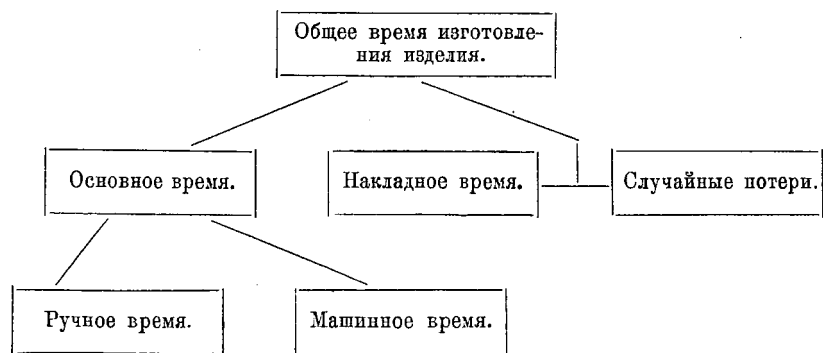 Общее время изготовле-
ния изделия.
Основное время.
Накладное время.
Случайные потери.
Ручное время.
Машинное время.